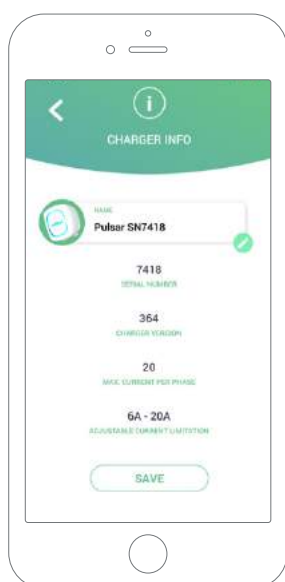 CHARGER INFO
NAME
Pulsar SN7418
7418
SERIAL NUMBER
364
CHARGER VERSION
20
MAX. CURRENT PER PHASE
6A - 20A
ADJUSTABLE CURRENT LIMITATION
SAVE